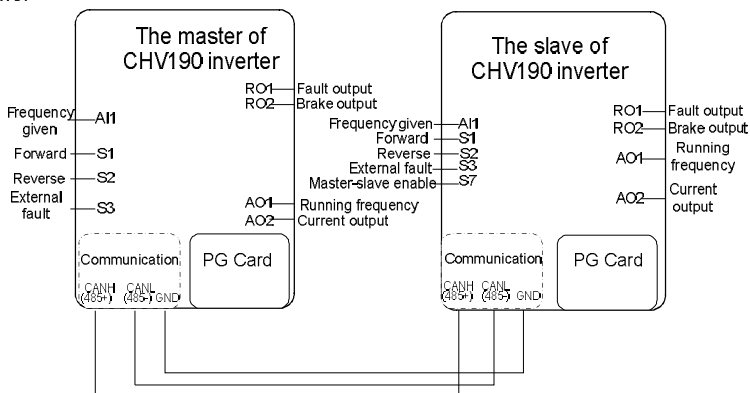 The master of
CHV190 inverter
RO1 Fault output
RO2 Brake output
Frequency
given
AI1
Forward S1
Reverse S2
External
fault
S3
AO1 Running frequency
AO2 Current output
Communication
PG Card
CANH
(485+)
CANL
(485-)
GND
The slave of
CHV190 inverter
RO1 Fault output
RO2 Brake output
Frequency given AI1
Forward S1
Reverse S2
External fault S3
Master-slave enable S7
AO1
Running
frequency
AO2
Current
output
Communication
PG Card
CANH
(485+)
CANL
(485-)
GND